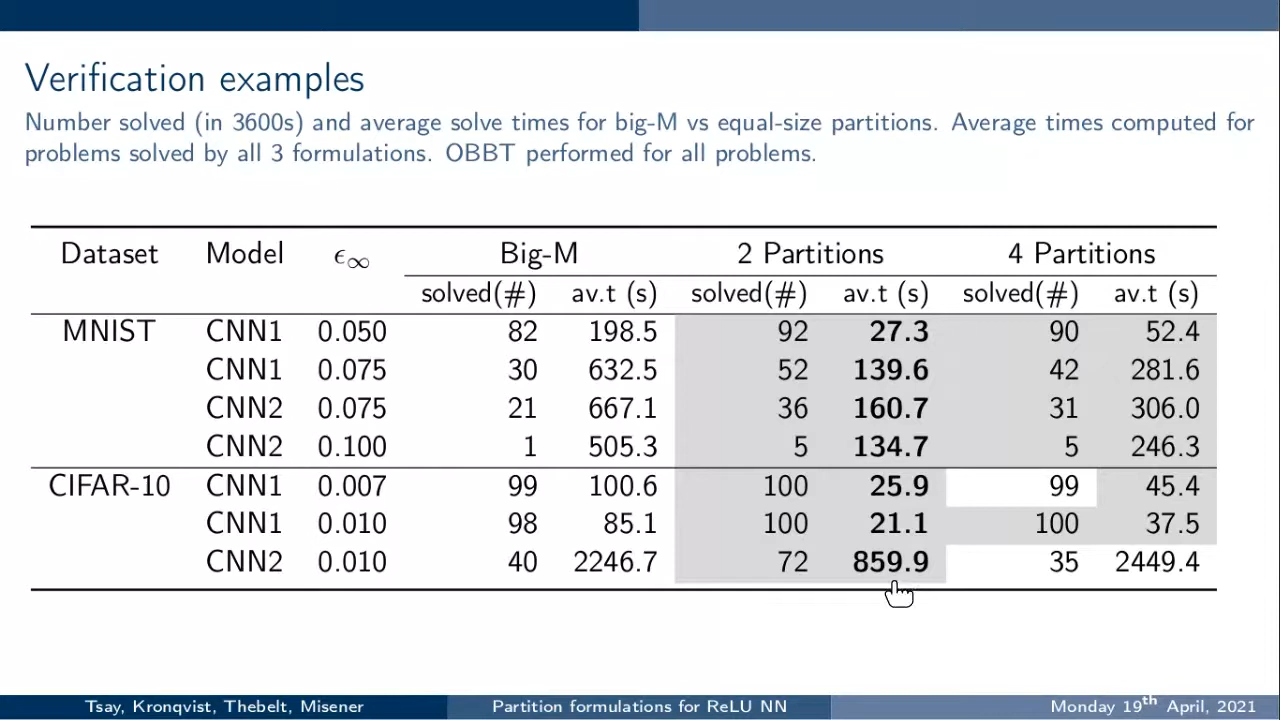 Verification examples
Number solved (in 3600s) and average solve times for big-M vs equal-size partitions. Average times computed for
problems solved by all 3 formulations. OBBT performed for all problems.
Dataset Model ϵ∞ Big-M 2 Partitions 4 Partitions
solved(#) av.t (s) solved(#) av.t (s) solved(#) av.t (s)
MNIST CNN1 0.050 82 198.5 92 27.3 90 52.4
CNN1 0.075 30 632.5 52 139.6 42 281.6
CNN2 0.075 21 667.1 36 160.7 31 306.0
CNN2 0.100 1 505.3 5 134.7 5 246.3
CIFAR-10 CNN1 0.007 99 100.6 100 25.9 99 45.4
CNN1 0.010 98 85.1 100 21.1 100 37.5
CNN2 0.010 40 2246.7 72 859.9 35 2449.4
Tsay, Kronqvist, Thebelt, Misener Partition formulations for ReLU NN Monday 19th April, 2021